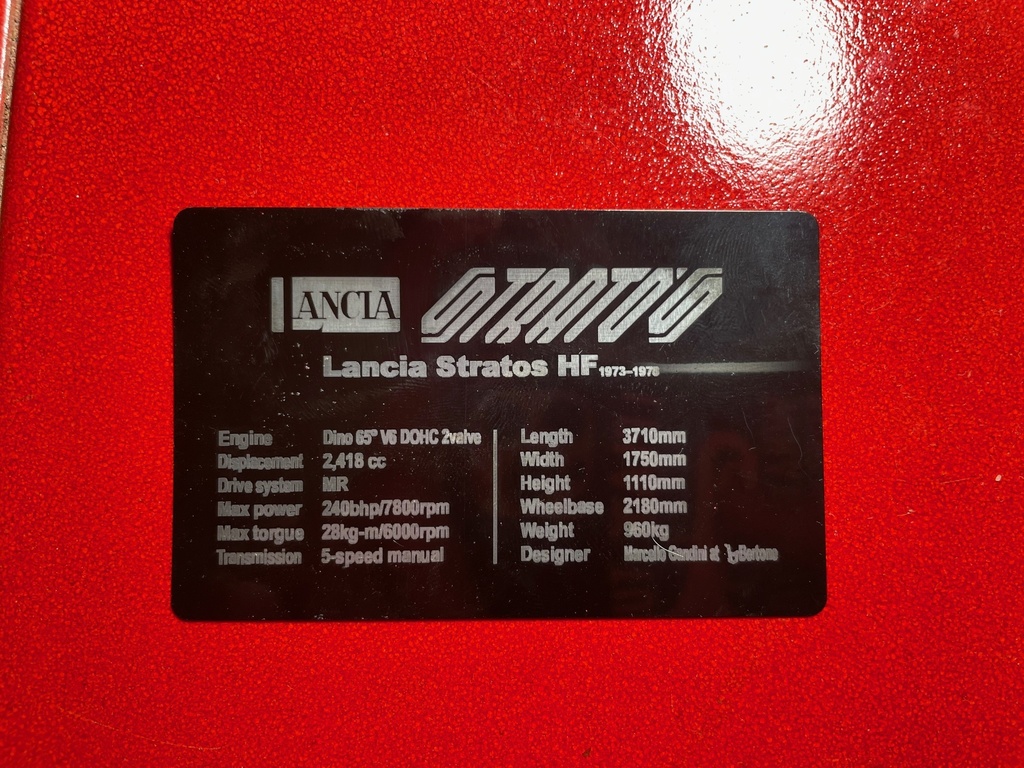 LANCIA STRATOS
Lancia Stratos HF 1973–1978
Engine Dino 65° V6 DOHC 2valve
Displacement 2,418 cc
Drive system MR
Max power 240bhp/7800rpm
Max torgue 28kg-m/6000rpm
Transmission 5-speed manual
Length 3710mm
Width 1750mm
Height 1110mm
Wheelbase 2180mm
Weight 960kg
Designer Marcello Gandini at Bertone